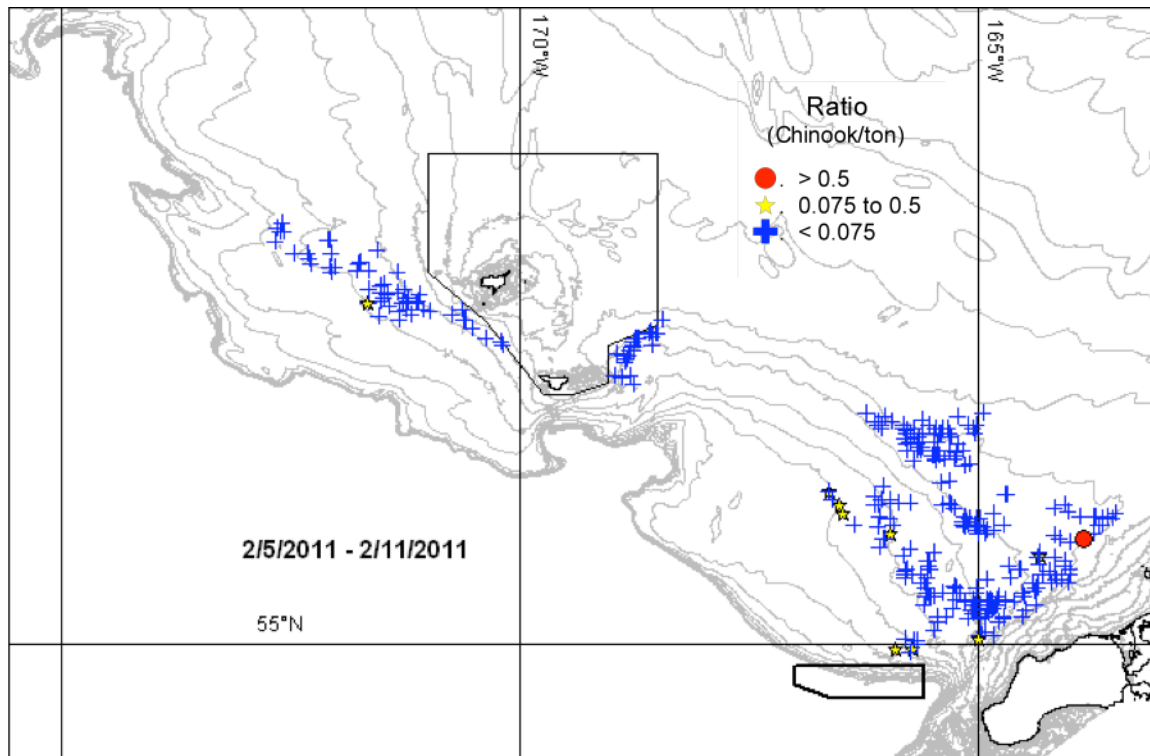 170°W
165°W
Ratio
(Chinook/ton)
. > 0.5
. 0.075 to 0.5
. < 0.075
2/5/2011 - 2/11/2011
55°N